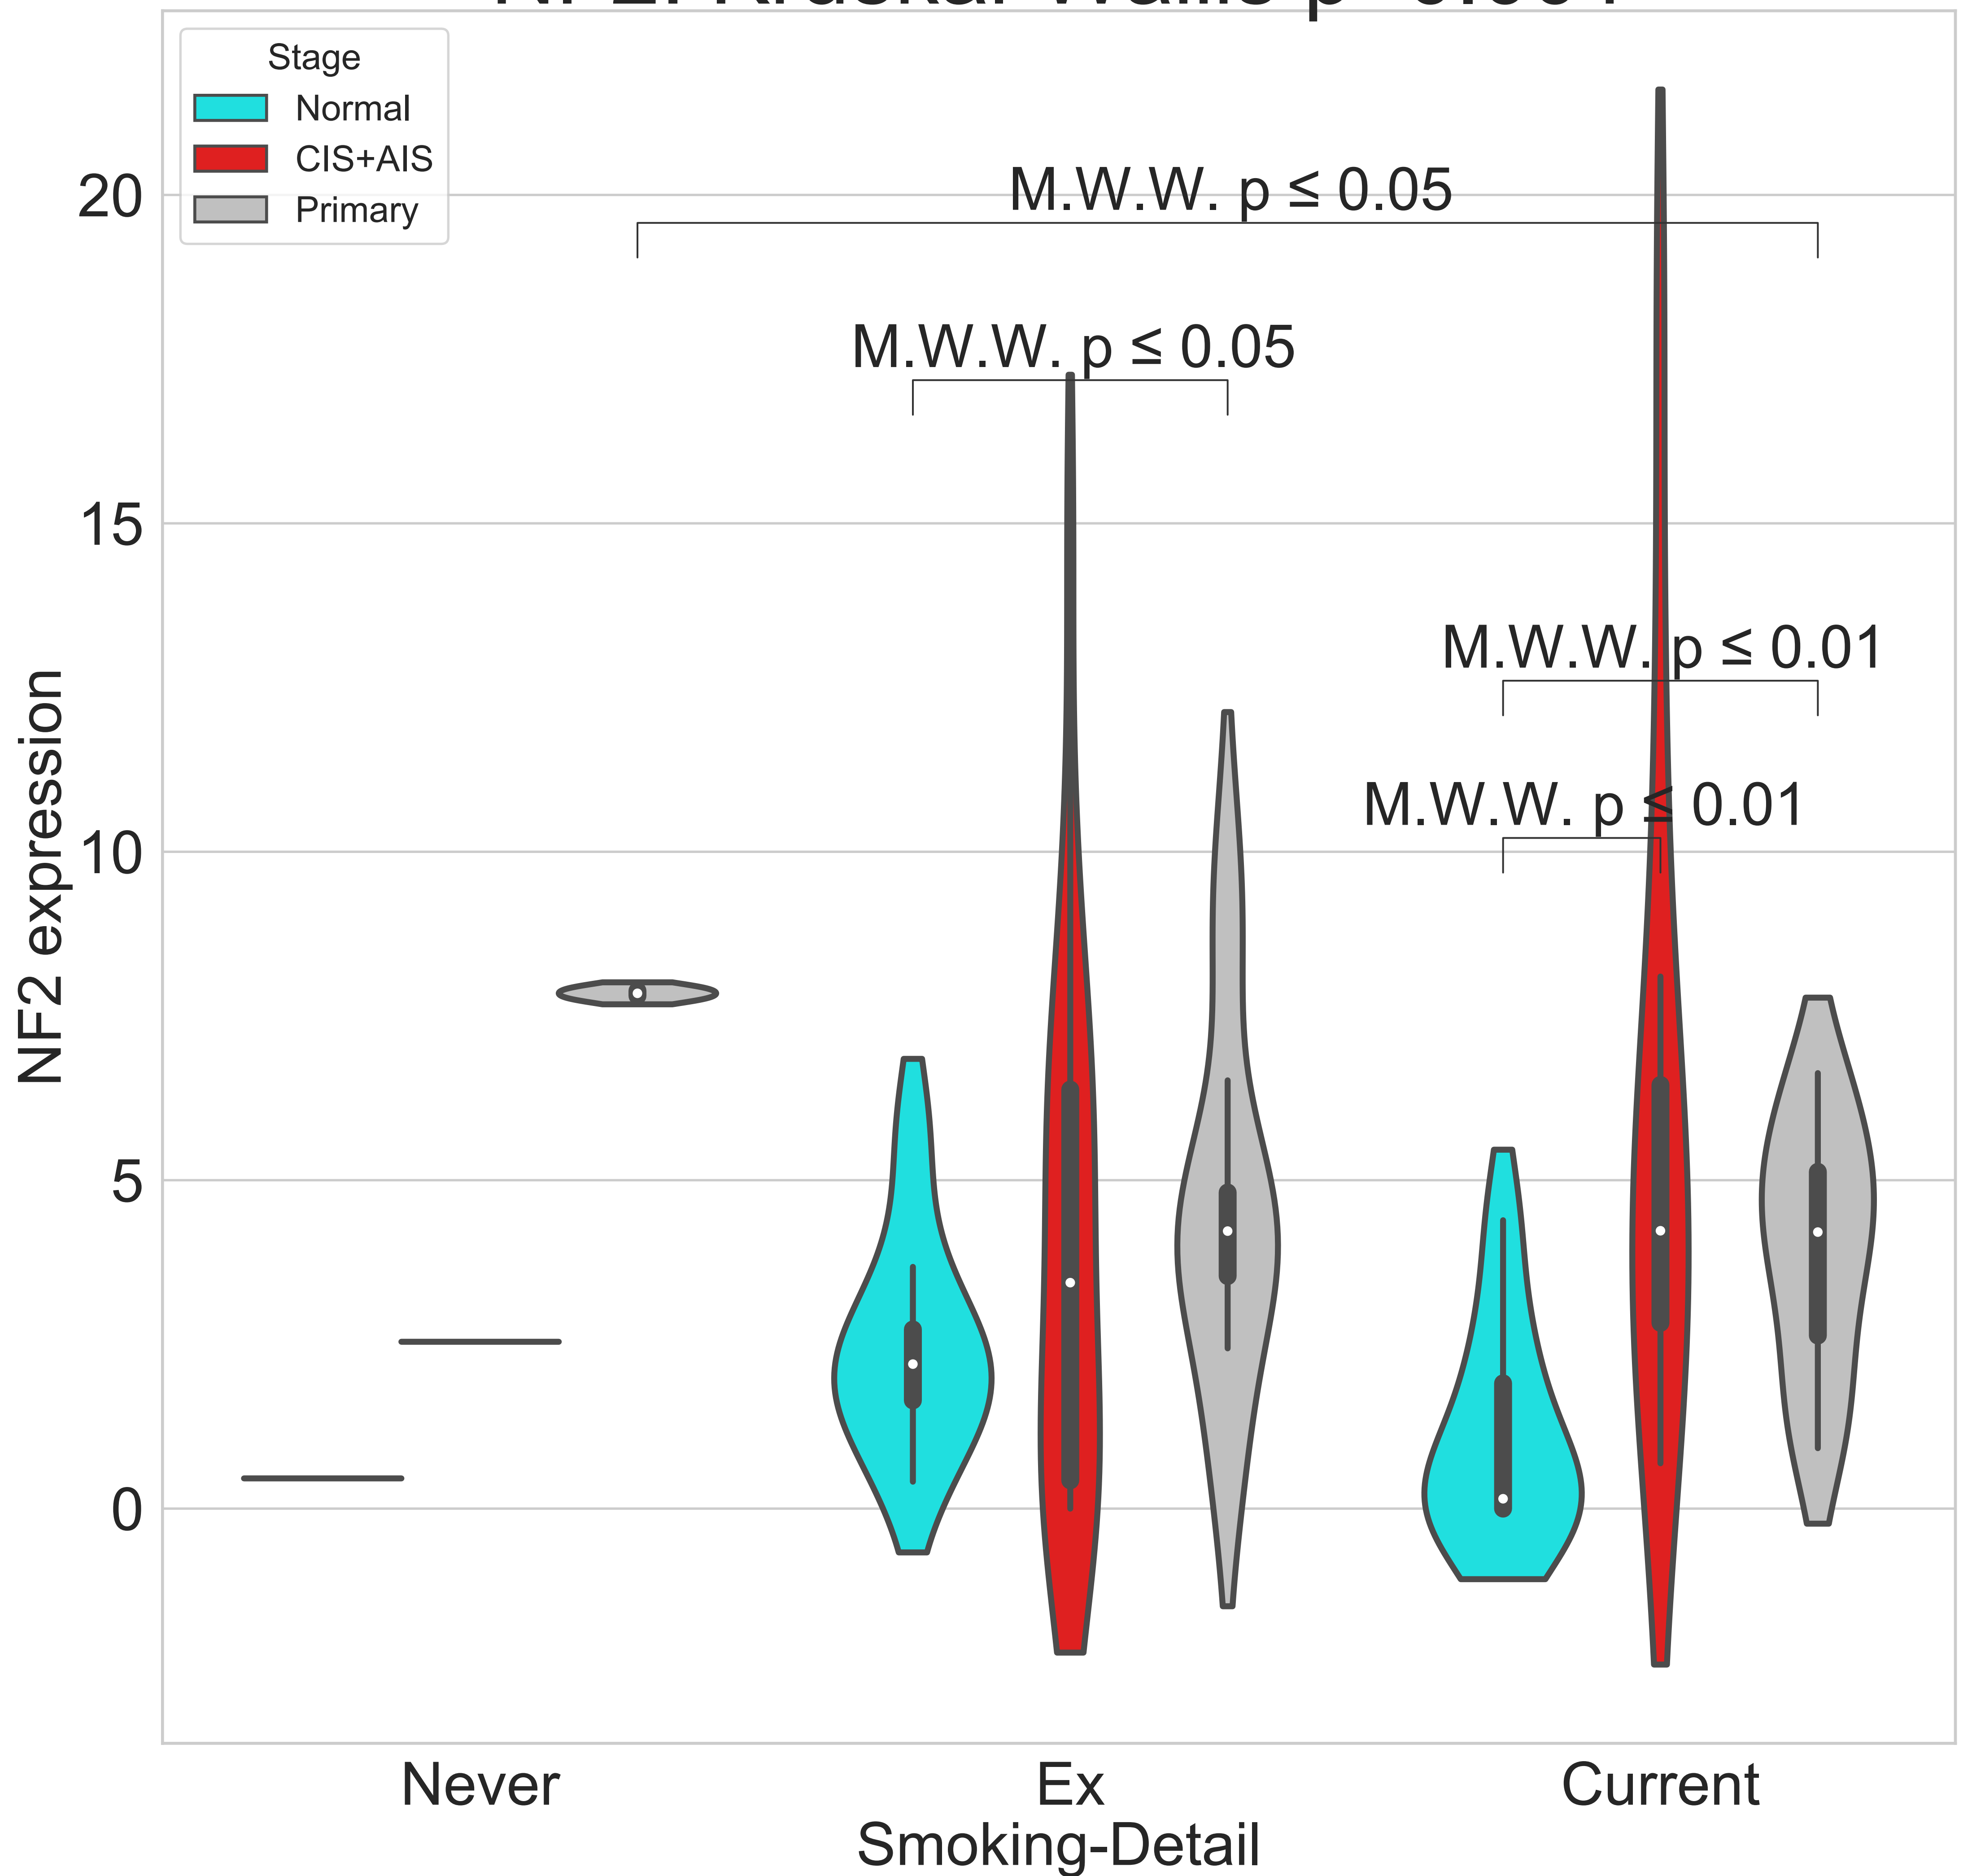 Stage
Normal
CIS+AIS
Primary
M.W.W. p ≤ 0.05
M.W.W. p ≤ 0.05
M.W.W. p ≤ 0.01
M.W.W. p ≤ 0.01
20
15
10
5
0
NF2 expression
Never
Ex
Current
Smoking-Detail